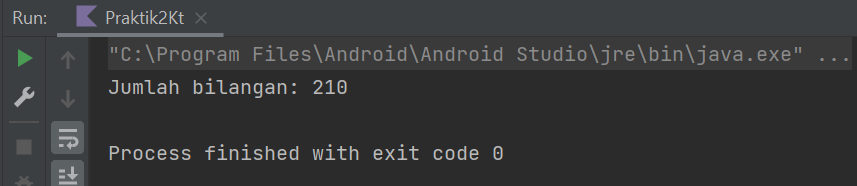 Run: Praktik2Kt
"C:\Program Files\Android\Android Studio\jre\bin\java.exe" ...
Jumlah bilangan: 210
Process finished with exit code 0